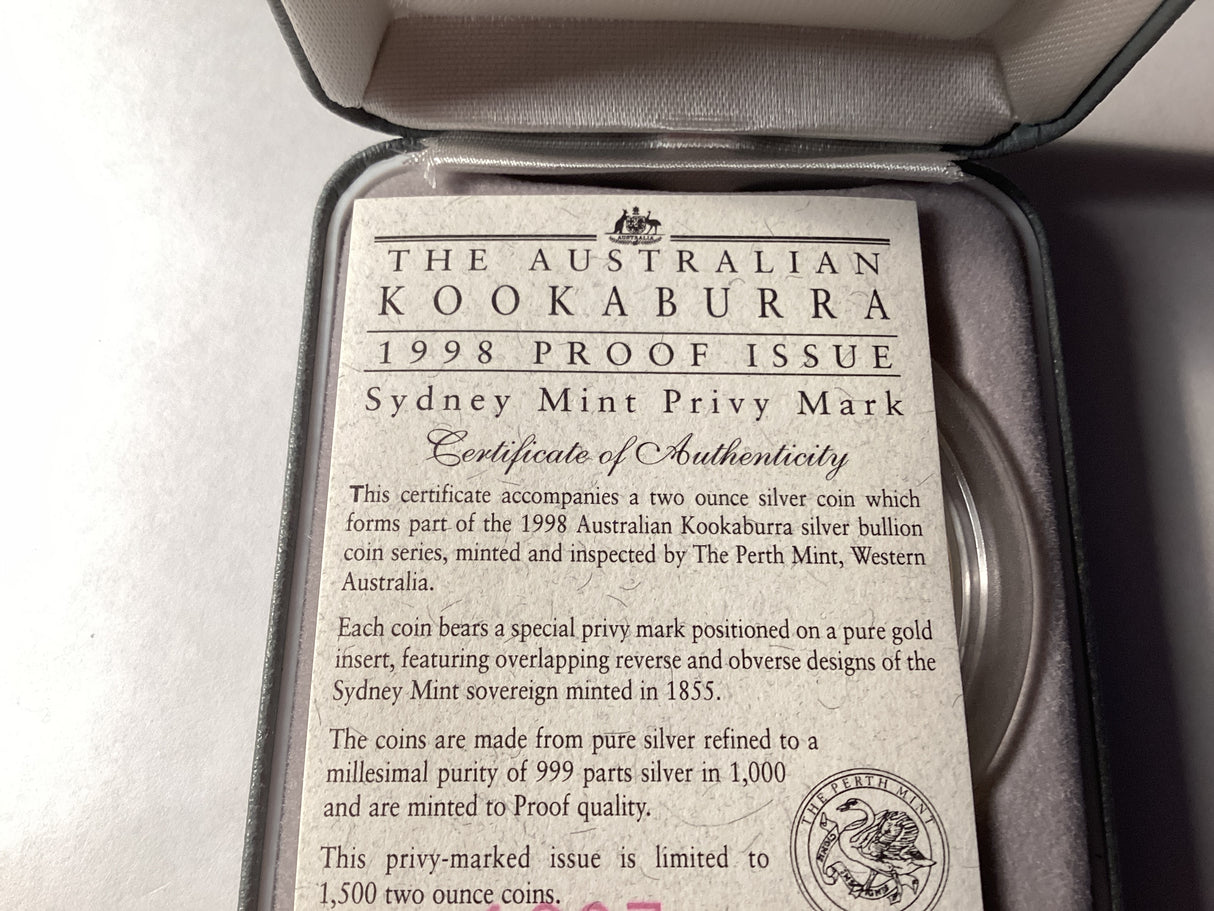 AUSTRALIA
THE AUSTRALIAN
KOOKABURRA
1998 PROOF ISSUE
Sydney Mint Privy Mark
Certificate of Authenticity
This certificate accompanies a two ounce silver coin which
forms part of the 1998 Australian Kookaburra silver bullion
coin series, minted and inspected by The Perth Mint, Western
Australia.
Each coin bears a special privy mark positioned on a pure gold
insert, featuring overlapping reverse and obverse designs of the
Sydney Mint sovereign minted in 1855.
The coins are made from pure silver refined to a
millesimal purity of 999 parts silver in 1,000
and are minted to Proof quality.
THE PERTH MINT
This privy-marked issue is limited to
1,500 two ounce coins.